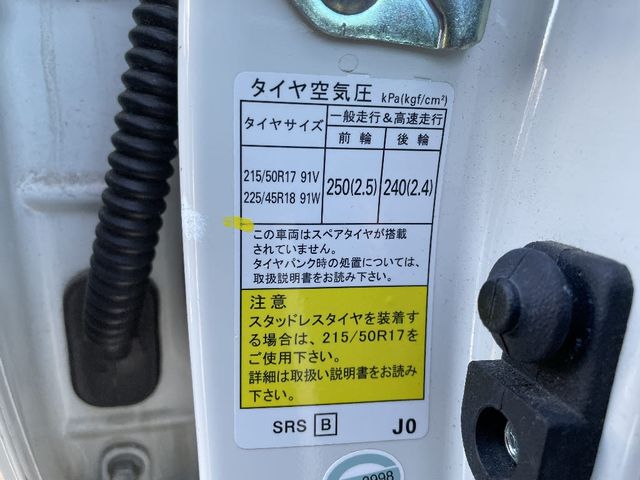 タイヤ空気圧 kPa(kgf/cm²)
タイヤサイズ 一般走行&高速走行
前輪 後輪
215/50R17 91V
225/45R18 91W
250(2.5) 240(2.4)
この車両はスペアタイヤが搭載
されていません。
タイヤパンク時の処置については、
取扱説明書をお読み下さい。
注意
スタッドレスタイヤを装着す
る場合は、215/50R17を
ご使用下さい。
詳細は取扱い説明書をお読み
下さい。
SRS B J0